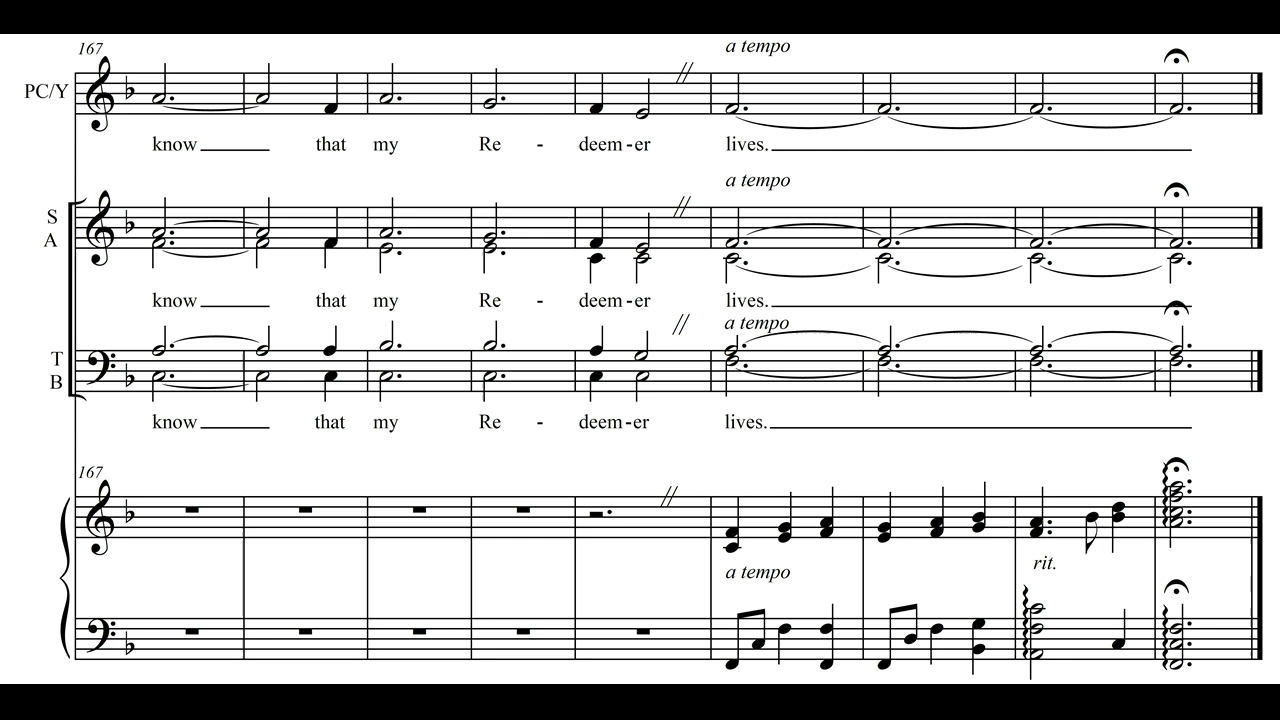 167
a tempo
PC/Y
know that my Re - deem - er lives.
a tempo
S
A
know that my Re - deem - er lives.
a tempo
T
B
know that my Re - deem - er lives.
167
rit.
a tempo